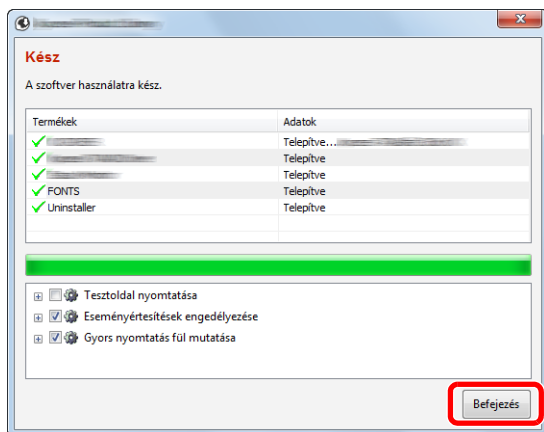 Kész
A szoftver használatra kész.
Termékek Adatok
Telepítve...
Telepítve
Telepítve
FONTS Telepítve
Uninstaller Telepítve
Tesztoldal nyomtatása
Eseményértesítések engedélyezése
Gyors nyomtatás fül mutatása
Befejezés